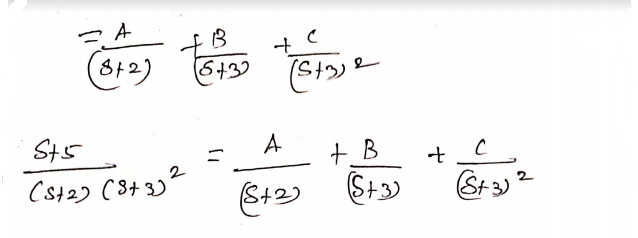 = A/(S+2) + B/(S+3) + C/(S+3)²
S+5/(S+2)(S+3)² = A/(S+2) + B/(S+3) + C/(S+3)²